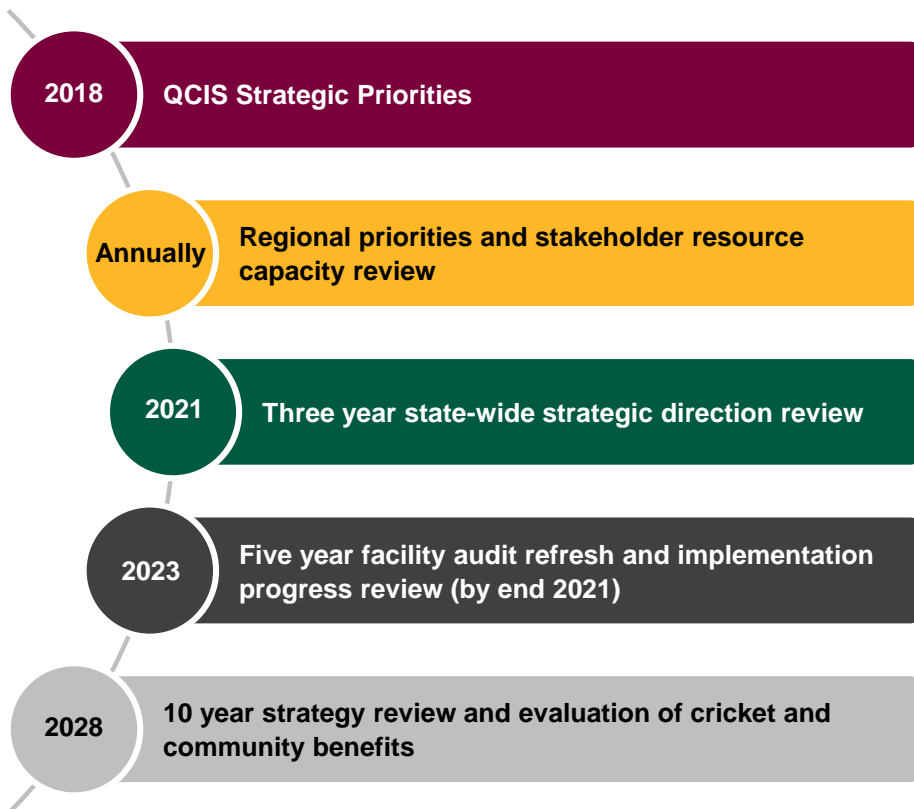 2018
QCIS Strategic Priorities
Annually
Regional priorities and stakeholder resource
capacity review
2021
Three year state-wide strategic direction review
2023
Five year facility audit refresh and implementation
progress review (by end 2021)
2028
10 year strategy review and evaluation of cricket and
community benefits